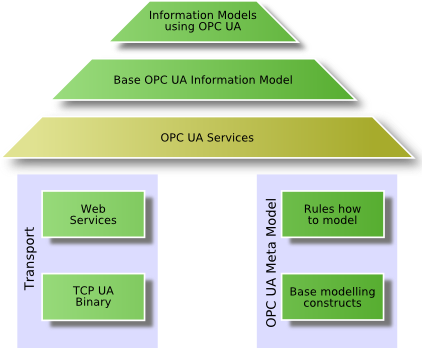 Information Models
using OPC UA
Base OPC UA Information Model
OPC UA Services
Transport
Web
Services
TCP UA
Binary
OPC UA Meta Model
Rules how
to model
Base modelling
constructs